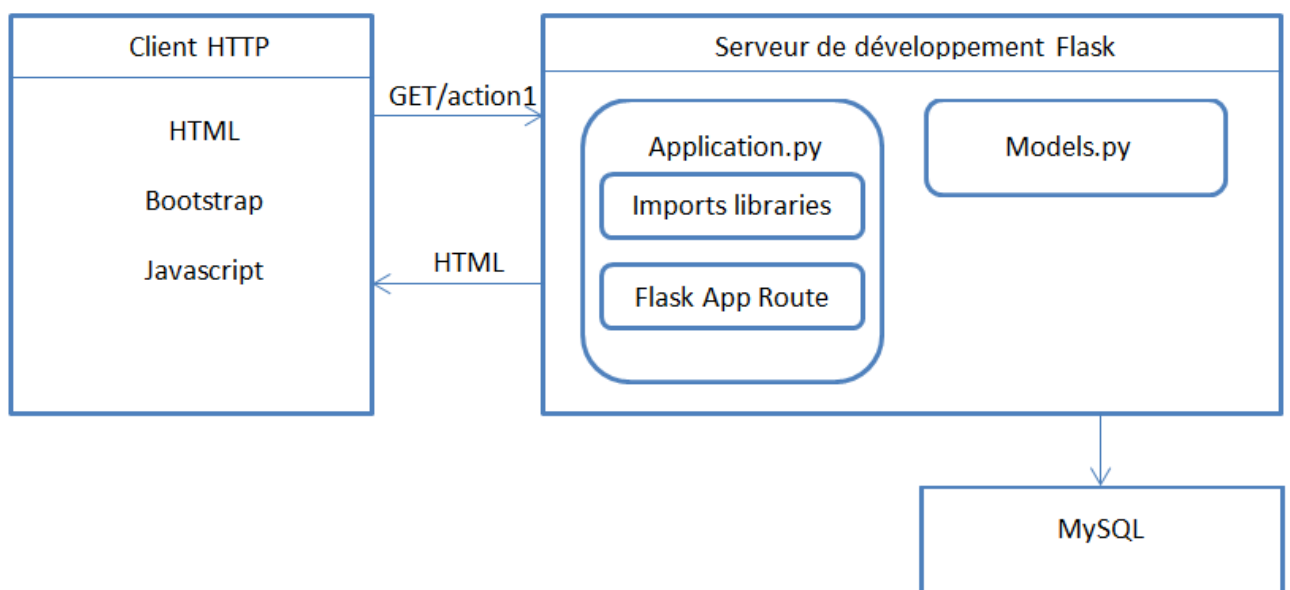 Client HTTP
HTML
Bootstrap
Javascript
GET/action1
HTML
Serveur de développement Flask
Application.py
Imports libraries
Flask App Route
Models.py
MySQL